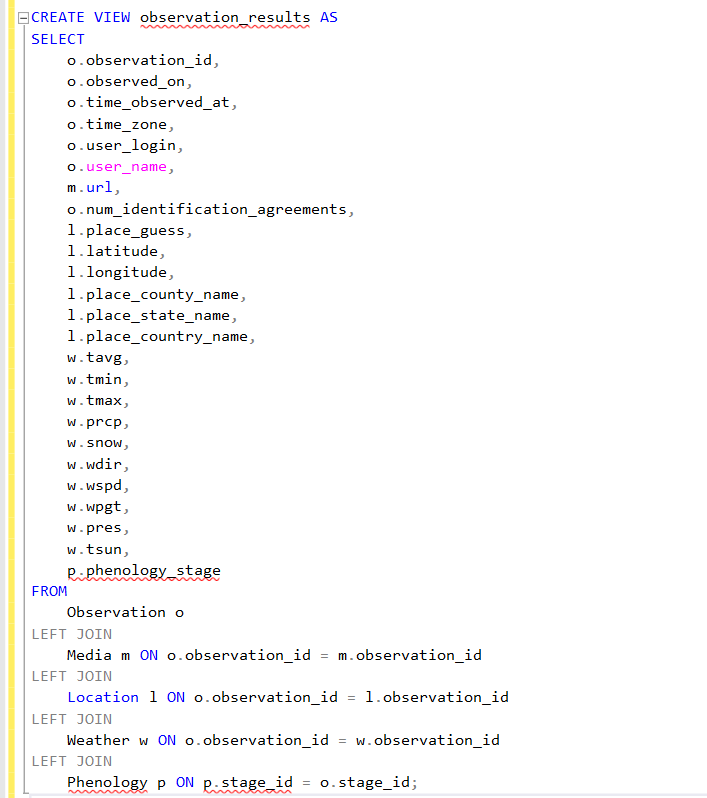 CREATE VIEW observation_results AS
SELECT
o.observation_id,
o.observed_on,
o.time_observed_at,
o.time_zone,
o.user_login,
o.user_name,
m.url,
o.num_identification_agreements,
l.place_guess,
l.latitude,
l.longitude,
l.place_county_name,
l.place_state_name,
l.place_country_name,
w.tavg,
w.tmin,
w.tmax,
w.prcp,
w.snow,
w.wdir,
w.wspd,
w.wpgt,
w.pres,
w.tsun,
p.phenology_stage
FROM
Observation o
LEFT JOIN
Media m ON o.observation_id = m.observation_id
LEFT JOIN
Location l ON o.observation_id = l.observation_id
LEFT JOIN
Weather w ON o.observation_id = w.observation_id
LEFT JOIN
Phenology p ON p.stage_id = o.stage_id;